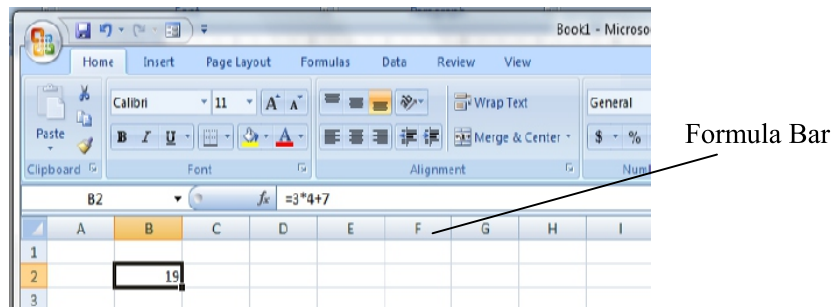 Book1 - Microso
Home Insert Page Layout Formulas Data Review View
Calibri 11 A A Wrap Text General
Paste B I U A Merge & Center $ %
Clipboard Font Alignment Num
Formula Bar
B2 fx =3*4+7
A B C D E F G H I
1
2 19
3